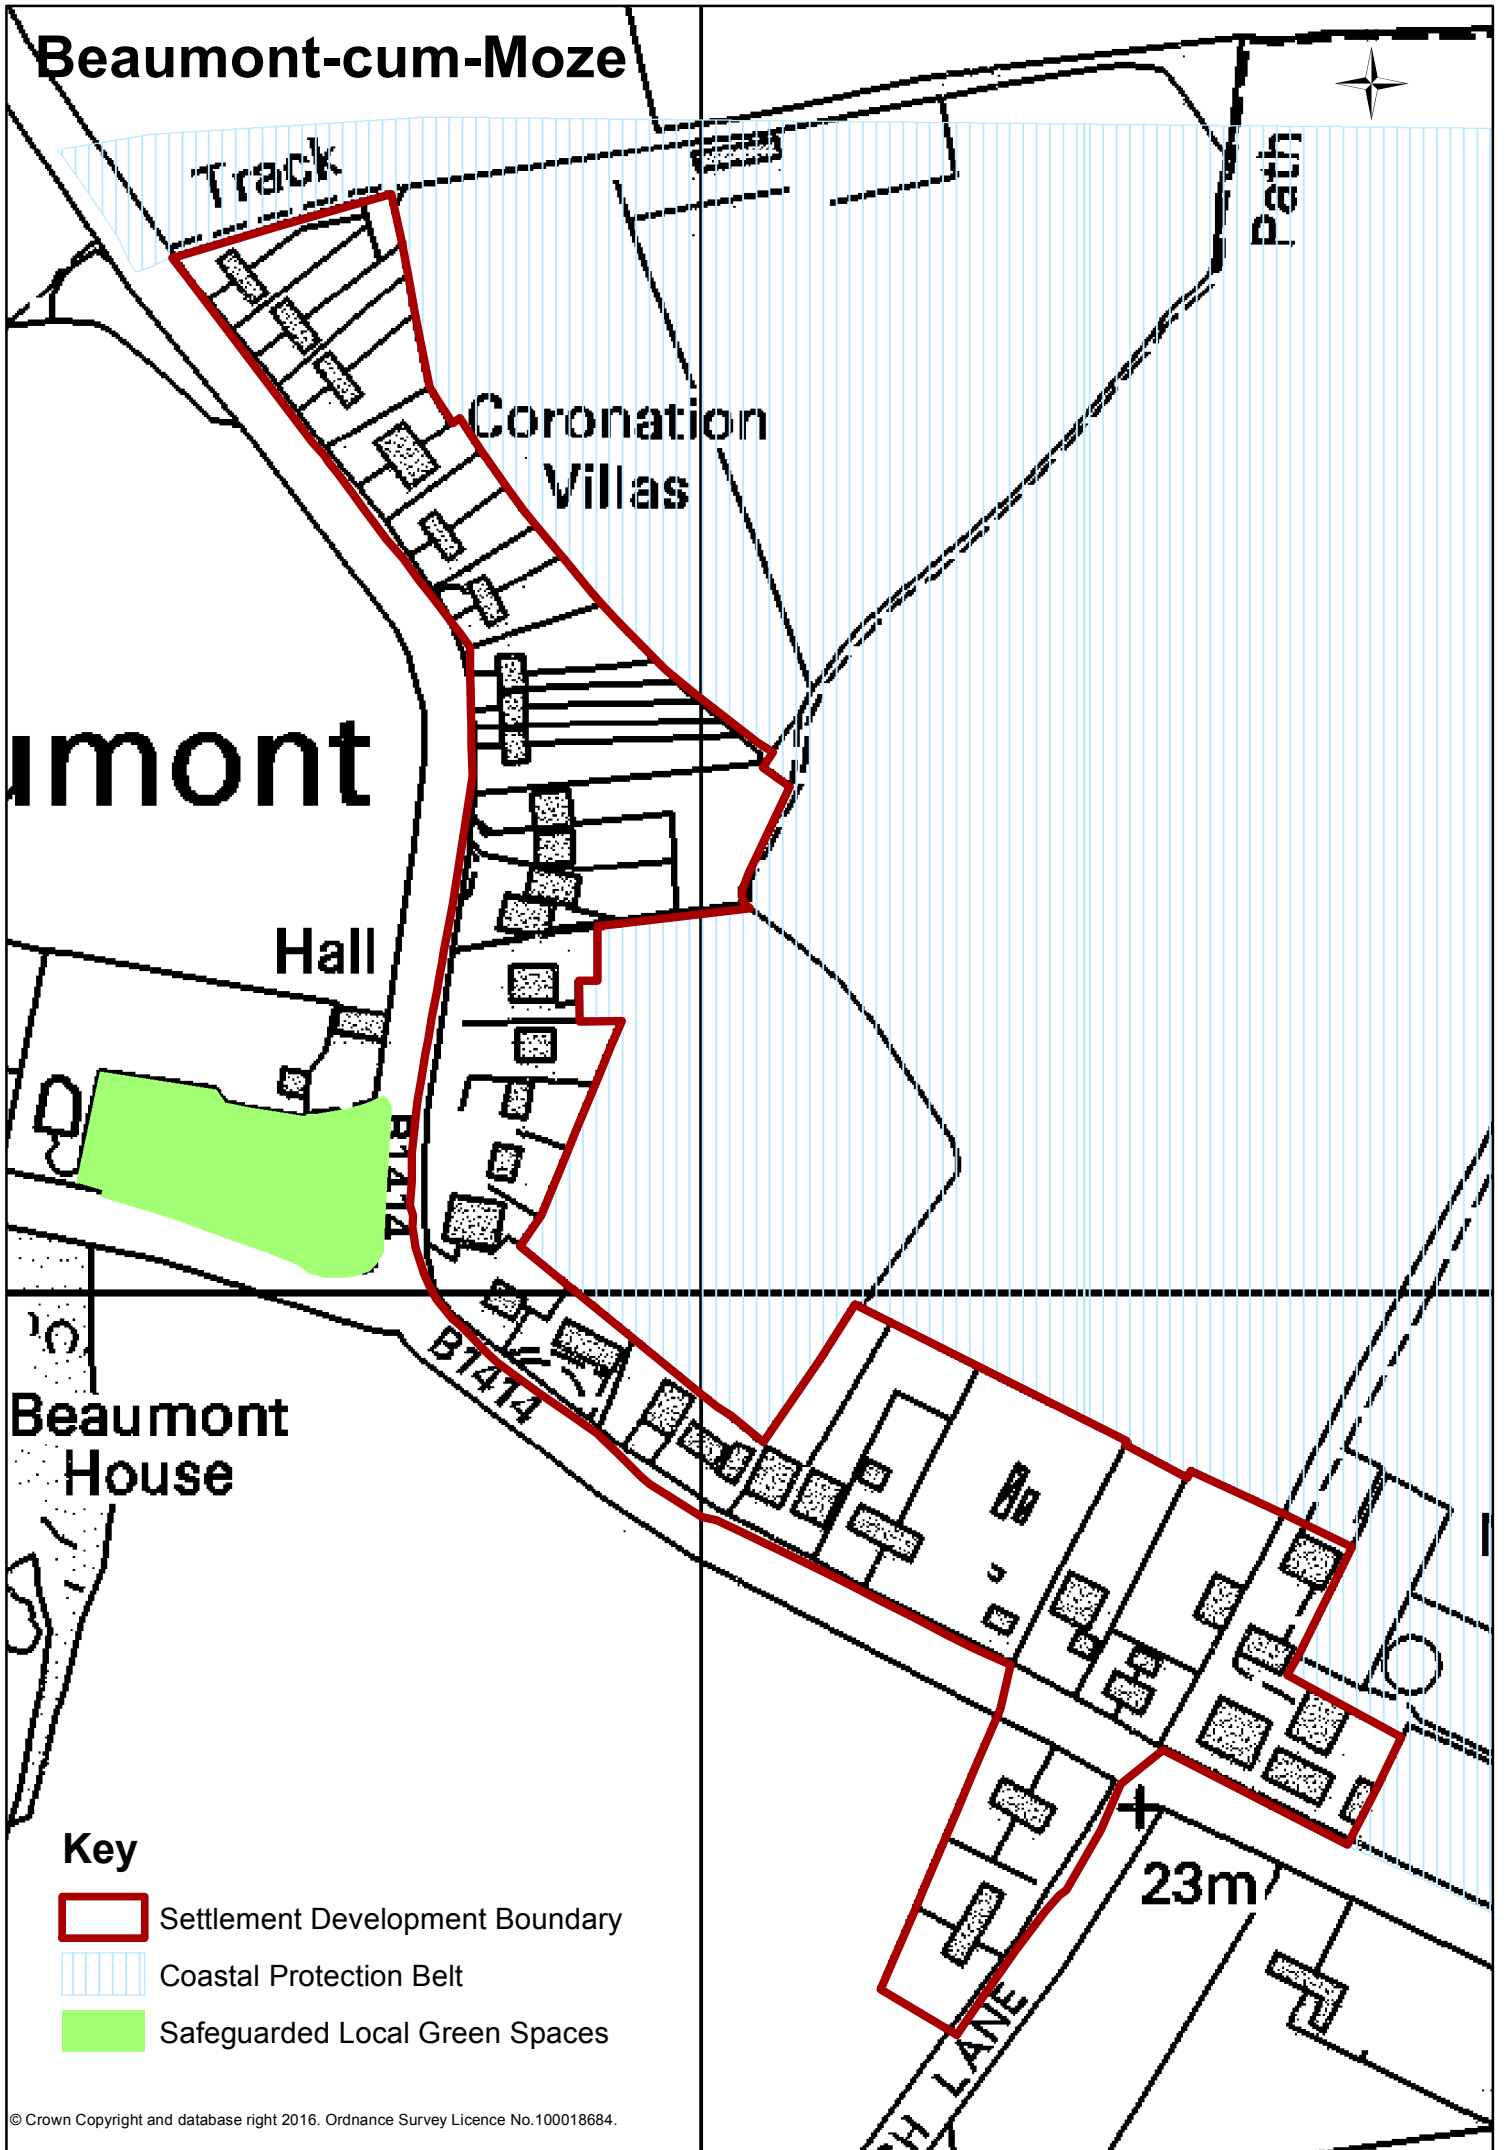 Beaumont-cum-Moze
Track
Path
Coronation
Villas
umont
Hall
B1414
B1414
Beaumont
House
23m
LANE
Key
Settlement Development Boundary
Coastal Protection Belt
Safeguarded Local Green Spaces
© Crown Copyright and database right 2016. Ordnance Survey Licence No.100018684.